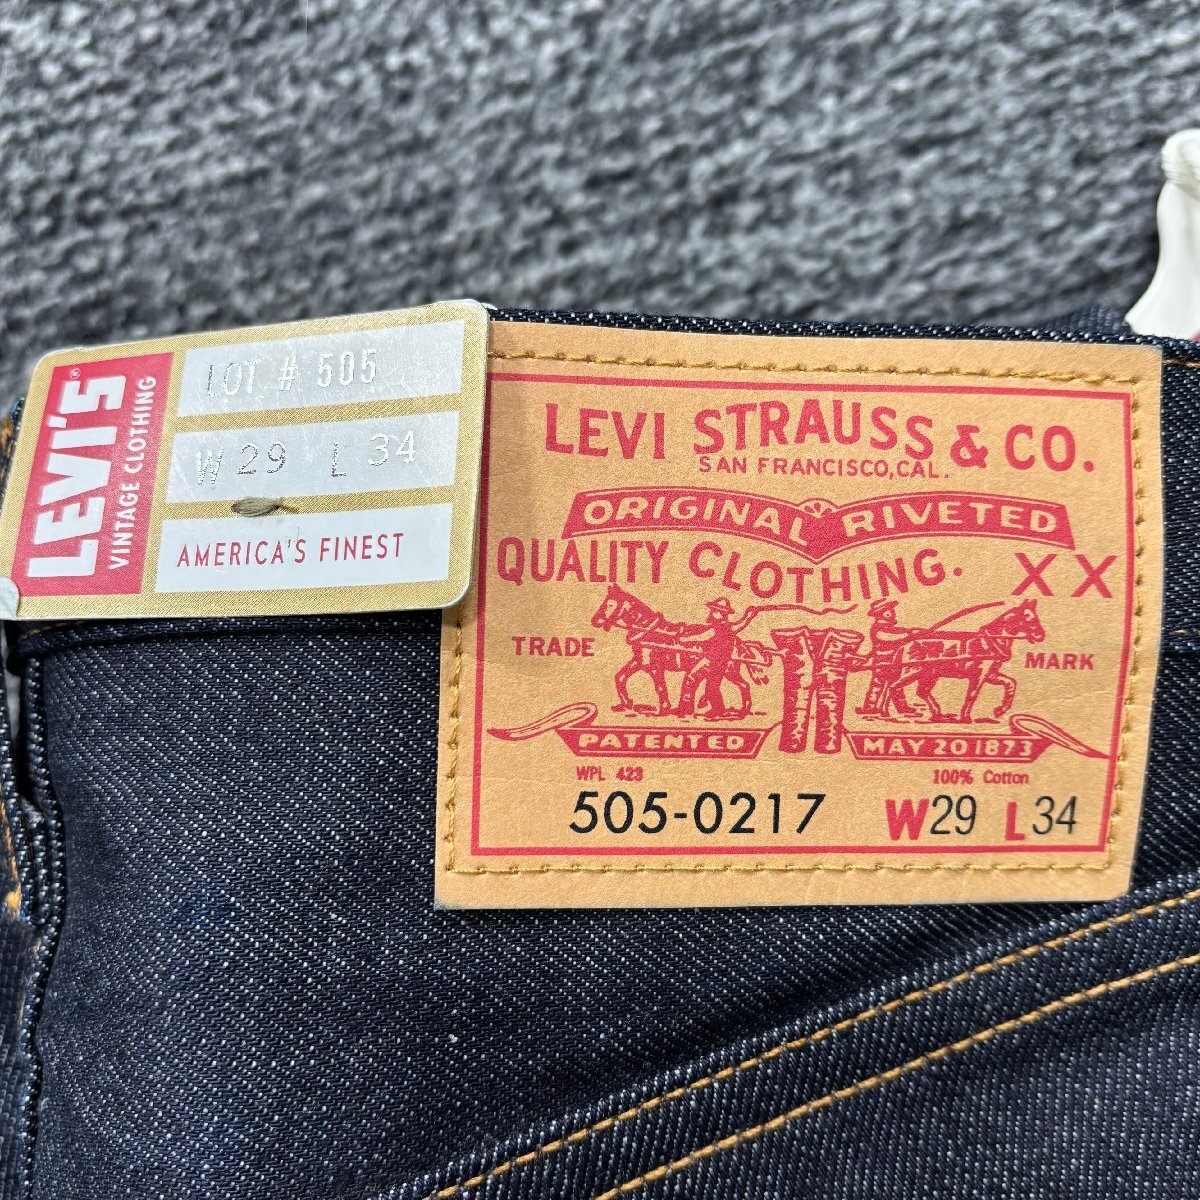 LEVI'S®
VINTAGE CLOTHING
LOT # 505
W 29 L 34
AMERICA'S FINEST
LEVI STRAUSS & CO.
SAN FRANCISCO, CAL.
ORIGINAL RIVETED
QUALITY CLOTHING. XX
TRADE MARK
PATENTED MAY 20 1873
WPL 423 100% Cotton
505-0217 W29 L34